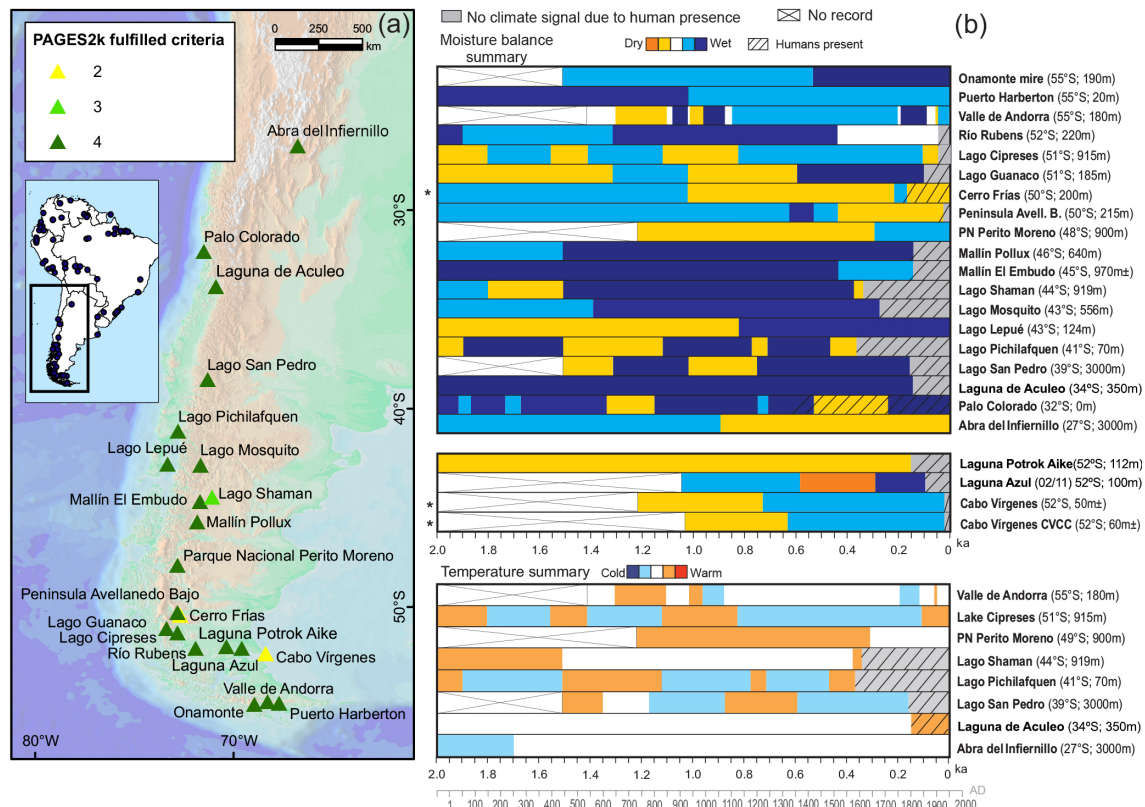 (a)
PAGES2k fulfilled criteria
2
3
4
0 250 500
km
Abra del Infiernillo
30°S
Palo Colorado
Laguna de Aculeo
Lago San Pedro
40°S
Lago Pichilafquen
Lago Lepué
Lago Mosquito
Mallín El Embudo
Lago Shaman
Mallín Pollux
Parque Nacional Perito Moreno
Peninsula Avellanedo Bajo
50°S
Cerro Frías
Lago Guanaco
Lago Cipreses
Laguna Potrok Aike
Río Rubens
Laguna Azul
Cabo Vírgenes
Valle de Andorra
Onamonte
Puerto Harberton
80°W
70°W
No climate signal due to human presence
No record
(b)
Moisture balance
summary
Dry
Wet
Humans present
Onamonte mire (55°S; 190m)
Puerto Harberton (55°S; 20m)
Valle de Andorra (55°S; 180m)
Río Rubens (52°S; 220m)
Lago Cipreses (51°S; 915m)
Lago Guanaco (51°S; 185m)
* Cerro Frías (50°S; 200m)
Peninsula Avell. B. (50°S; 215m)
PN Perito Moreno (48°S; 900m)
Mallín Pollux (46°S; 640m)
Mallín El Embudo (45°S, 970m±)
Lago Shaman (44°S; 919m)
Lago Mosquito (43°S; 556m)
Lago Lepué (43°S; 124m)
Lago Pichilafquen (41°S; 70m)
Lago San Pedro (39°S; 3000m)
Laguna de Aculeo (34ºS; 350m)
Palo Colorado (32°S; 0m)
Abra del Infiernillo (27°S; 3000m)
Laguna Potrok Aike(52ºS; 112m)
Laguna Azul (02/11) 52ºS; 100m)
* Cabo Vírgenes (52°S, 50m±)
* Cabo Vírgenes CVCC (52°S; 60m±)
2.0 1.8 1.6 1.4 1.2 1.0 0.8 0.6 0.4 0.2 0
ka
Temperature summary
Cold
Warm
Valle de Andorra (55°S; 180m)
Lake Cipreses (51°S; 915m)
PN Perito Moreno (49°S; 900m)
Lago Shaman (44°S; 919m)
Lago Pichilafquen (41°S; 70m)
Lago San Pedro (39°S; 3000m)
Laguna de Aculeo (34ºS; 350m)
Abra del Infiernillo (27°S; 3000m)
2.0 1.8 1.6 1.4 1.2 1.0 0.8 0.6 0.4 0.2 0
ka
AD
1 100 200 300 400 500 600 700 800 900 1000 1100 1200 1300 1400 1500 1600 1700 1800 1900 2000